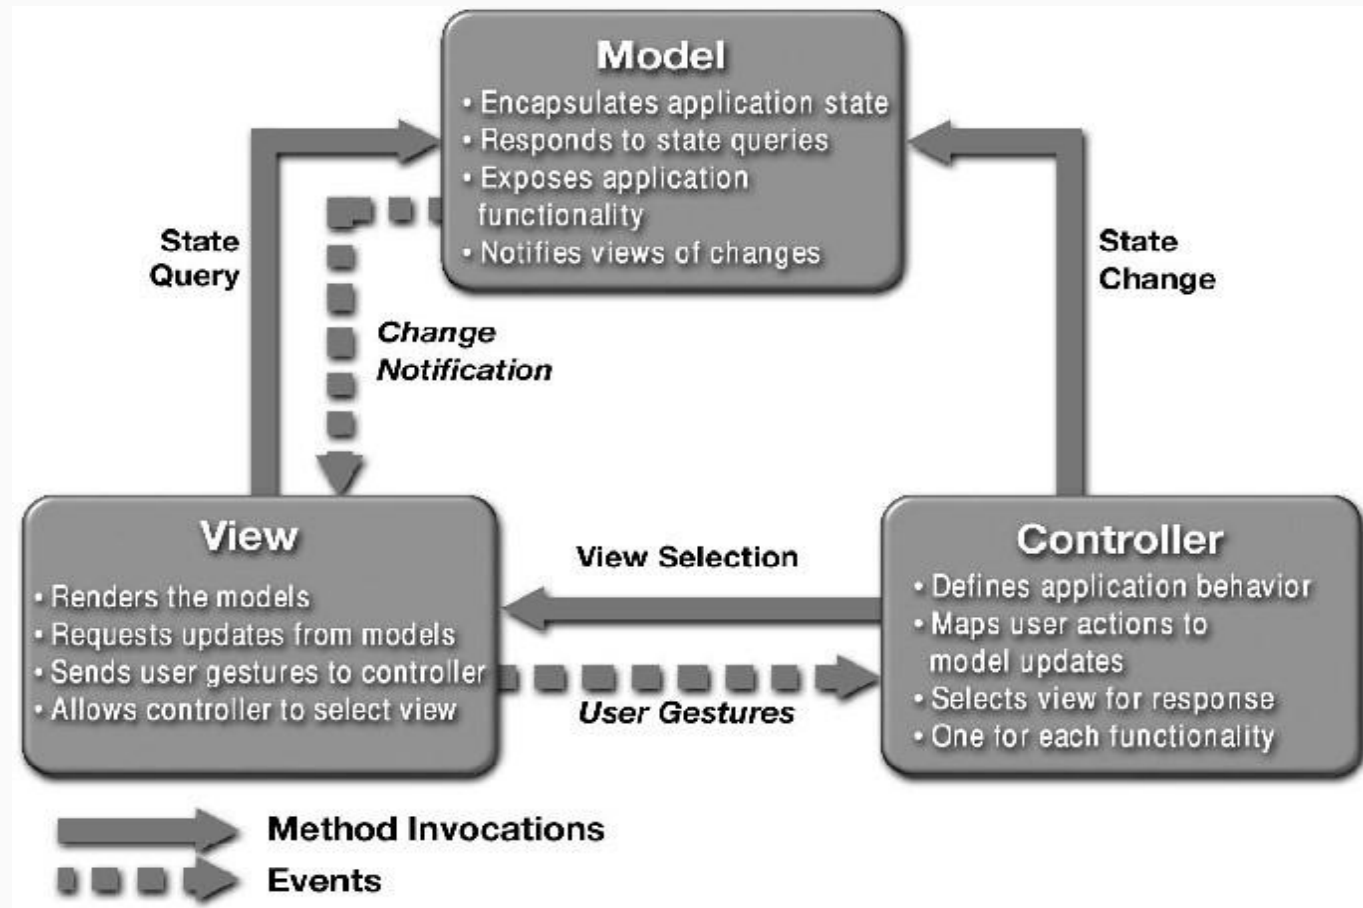 Model
• Encapsulates application state
• Responds to state queries
• Exposes application
functionality
• Notifies views of changes
State
Query
Change
Notification
State
Change
View
• Renders the models
• Requests updates from models
• Sends user gestures to controller
• Allows controller to select view
View Selection
User Gestures
Controller
• Defines application behavior
• Maps user actions to
model updates
• Selects view for response
• One for each functionality
Method Invocations
Events